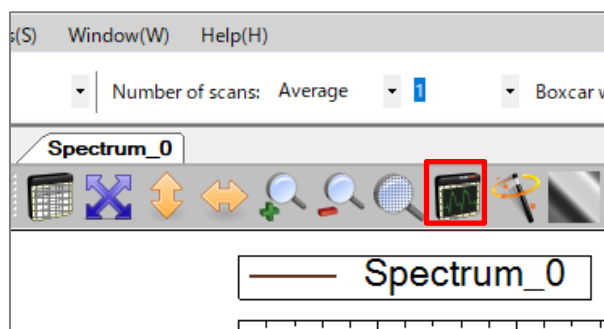 s(S) Window(W) Help(H)
Number of scans: Average 1 Boxcar
Spectrum_0
Spectrum_0